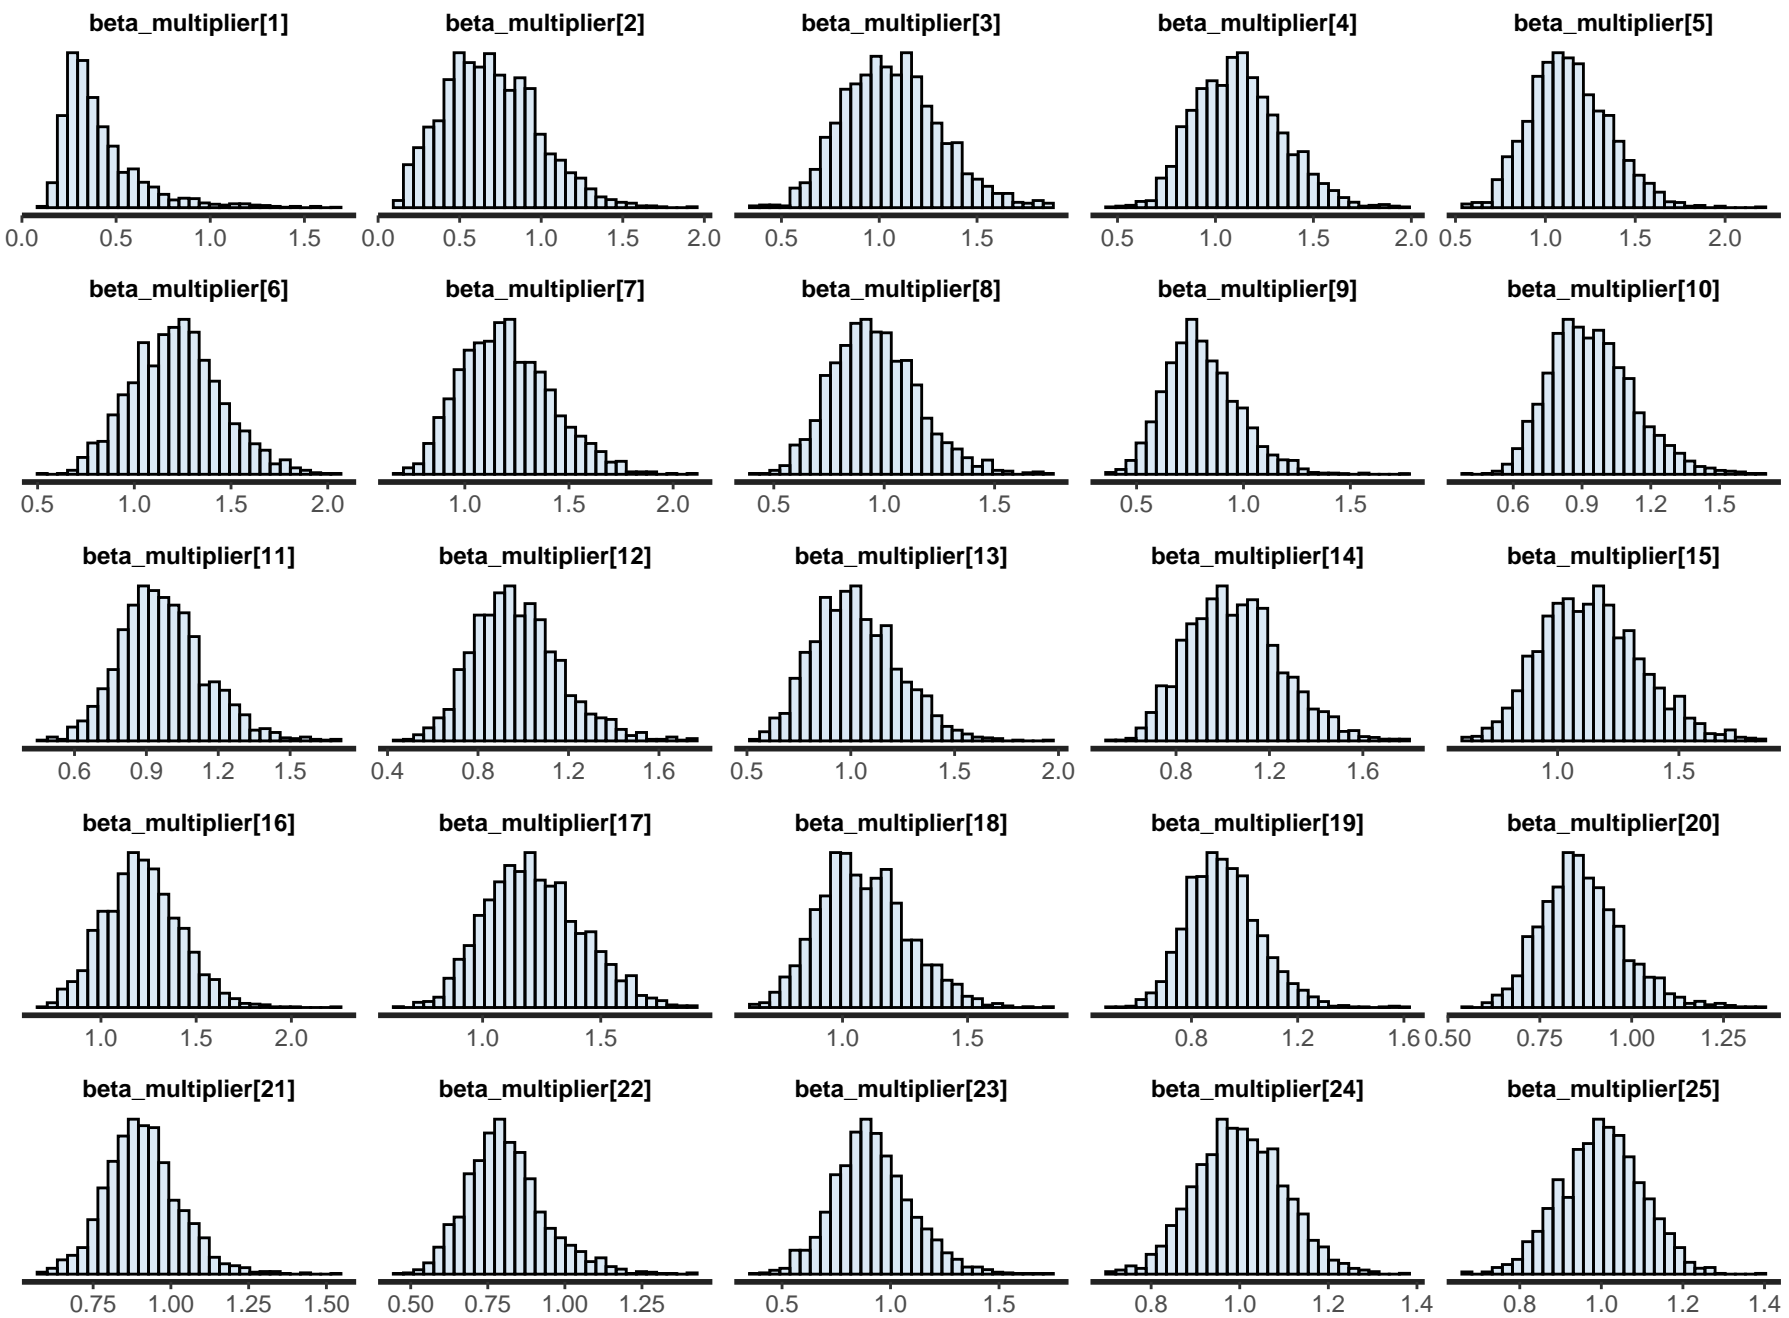 beta_multiplier[1] beta_multiplier[2] beta_multiplier[3] beta_multiplier[4] beta_multiplier[5]
0.0 0.5 1.0 1.5 0.0 0.5 1.0 1.5 2.0 0.5 1.0 1.5 0.5 1.0 1.5 2.0 0.5 1.0 1.5 2.0
beta_multiplier[6] beta_multiplier[7] beta_multiplier[8] beta_multiplier[9] beta_multiplier[10]
0.5 1.0 1.5 2.0 1.0 1.5 2.0 0.5 1.0 1.5 0.5 1.0 1.5 0.6 0.9 1.2 1.5
beta_multiplier[11] beta_multiplier[12] beta_multiplier[13] beta_multiplier[14] beta_multiplier[15]
0.6 0.9 1.2 1.5 0.4 0.8 1.2 1.6 0.5 1.0 1.5 2.0 0.8 1.2 1.6 1.0 1.5
beta_multiplier[16] beta_multiplier[17] beta_multiplier[18] beta_multiplier[19] beta_multiplier[20]
1.0 1.5 2.0 1.0 1.5 1.0 1.5 0.8 1.2 1.6 0.50 0.75 1.00 1.25
beta_multiplier[21] beta_multiplier[22] beta_multiplier[23] beta_multiplier[24] beta_multiplier[25]
0.75 1.00 1.25 1.50 0.50 0.75 1.00 1.25 0.5 1.0 1.5 0.8 1.0 1.2 1.4 0.8 1.0 1.2 1.4